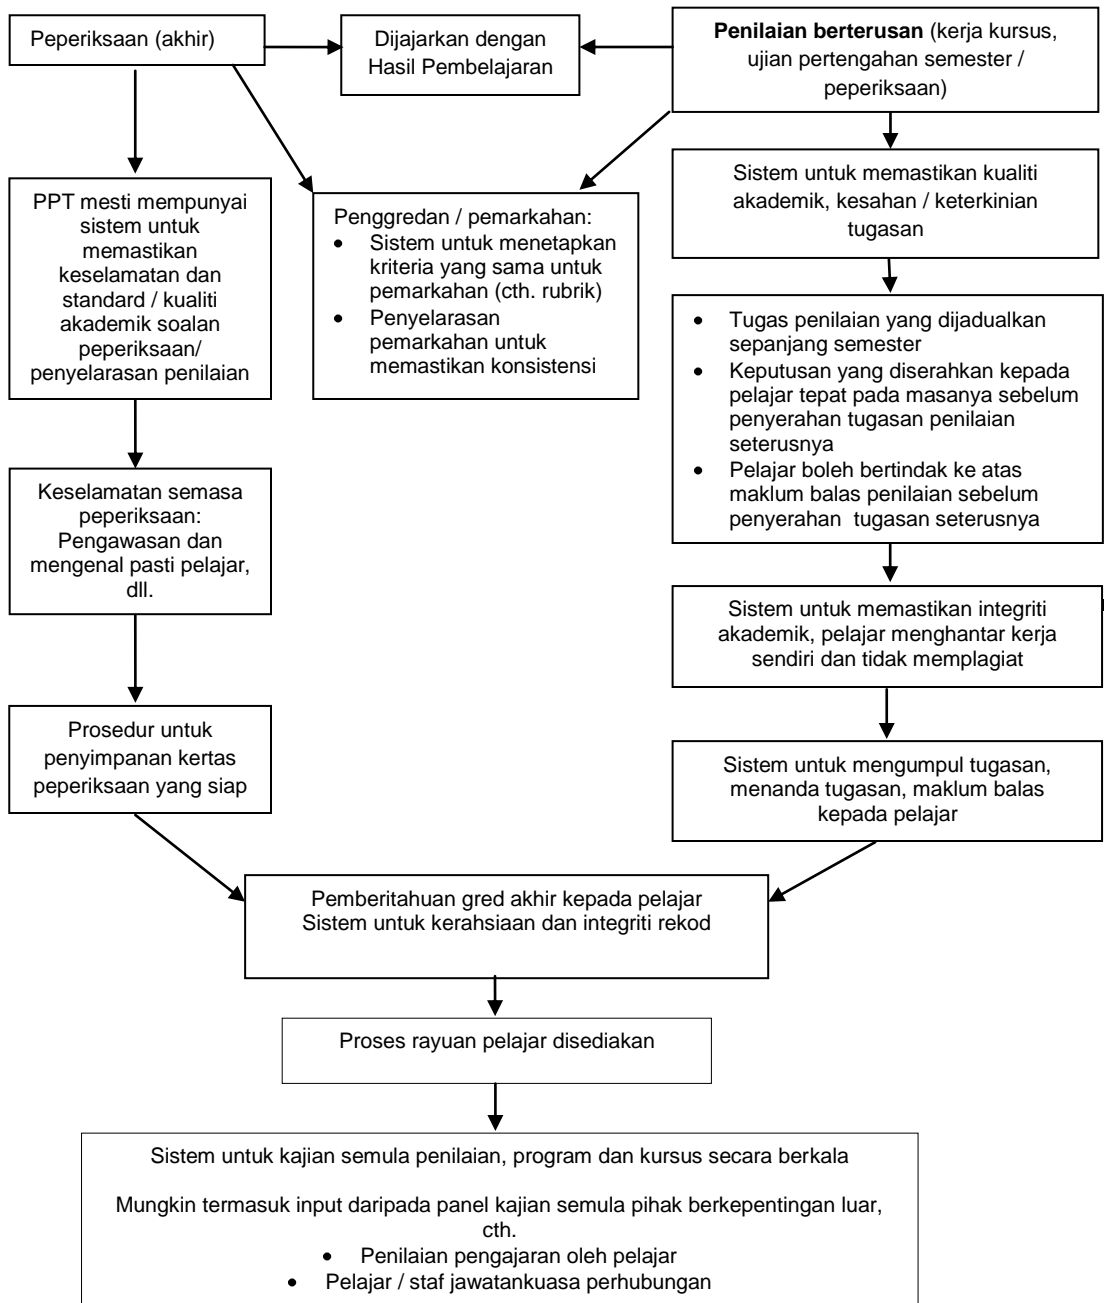 Peperiksaan (akhir)
Dijajarkan dengan
Hasil Pembelajaran
Penilaian berterusan (kerja kursus,
ujian pertengahan semester /
peperiksaan)
PPT mesti mempunyai
sistem untuk
memastikan
keselamatan dan
standard / kualiti
akademik soalan
peperiksaan/
penyelarasan penilaian
Penggredan / pemarkahan:
• Sistem untuk menetapkan
kriteria yang sama untuk
pemarkahan (cth. rubrik)
• Penyelarasan
pemarkahan untuk
memastikan konsistensi
Sistem untuk memastikan kualiti
akademik, kesahan / keterkinian
tugasan
• Tugas penilaian yang dijadualkan
sepanjang semester
• Keputusan yang diserahkan kepada
pelajar tepat pada masanya sebelum
penyerahan tugasan penilaian
seterusnya
• Pelajar boleh bertindak ke atas
maklum balas penilaian sebelum
penyerahan tugasan seterusnya
Keselamatan semasa
peperiksaan:
Pengawasan dan
mengenal pasti pelajar,
dll.
Sistem untuk memastikan integriti
akademik, pelajar menghantar kerja
sendiri dan tidak memplagiat
Prosedur untuk
penyimpanan kertas
peperiksaan yang siap
Sistem untuk mengumpul tugasan,
menanda tugasan, maklum balas
kepada pelajar
Pemberitahuan gred akhir kepada pelajar
Sistem untuk kerahsiaan dan integriti rekod
Proses rayuan pelajar disediakan
Sistem untuk kajian semula penilaian, program dan kursus secara berkala
Mungkin termasuk input daripada panel kajian semula pihak berkepentingan luar,
cth.
• Penilaian pengajaran oleh pelajar
• Pelajar / staf jawatankuasa perhubungan